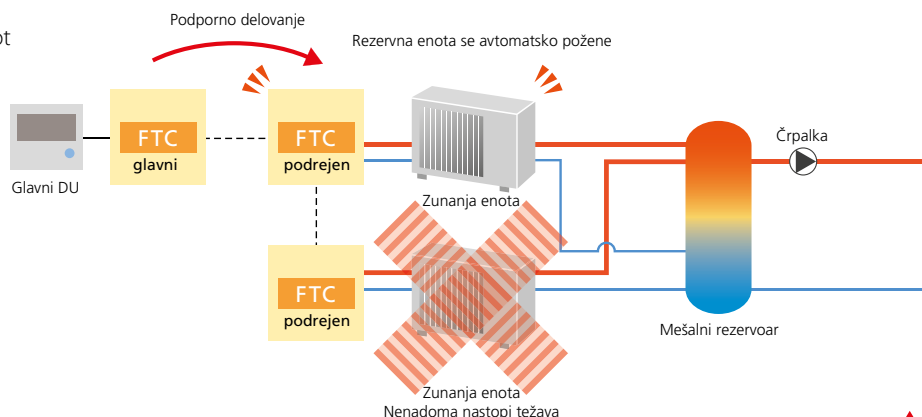 Podporno delovanje
Rezervna enota se avtomatsko požene
Glavni DU
FTC
glavni
FTC
podrejen
Zunanja enota
Črpalka
FTC
podrejen
Mešalni rezervoar
Zunanja enota
Nenadoma nastopi težava